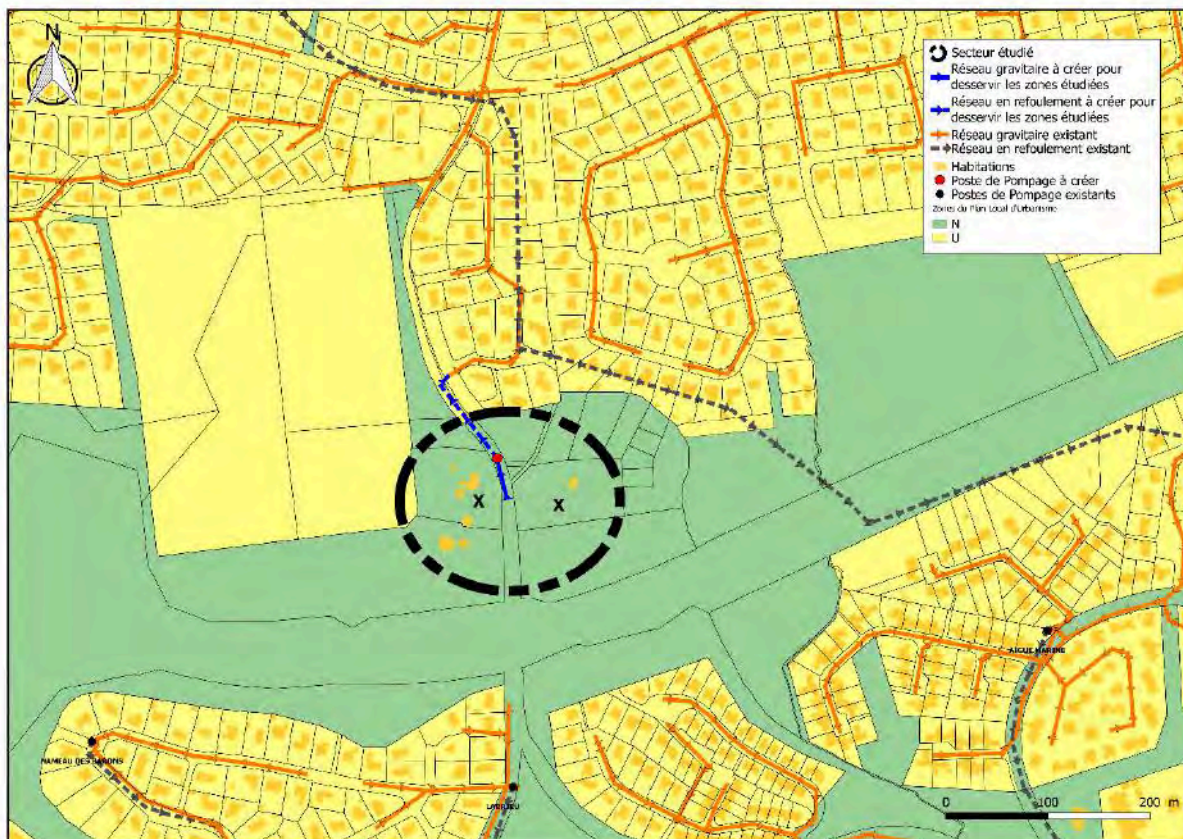 N
Secteur étudié
Réseau gravitaire à créer pour
desservir les zones étudiées
Réseau en refoulement à créer pour
desservir les zones étudiées
Réseau gravitaire existant
Réseau en refoulement existant
Habitations
Poste de Pompage à créer
Postes de Pompage existants
Zones du Plan Local d'Urbanisme
N
U
X
X
AIGUE MARINE
HAMEAU DES BARONS
0 100 200 m